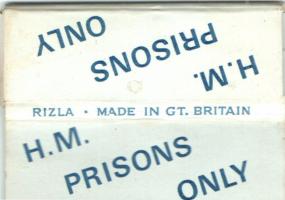 H.M.
PRISONS
ONLY
RIZLA • MADE IN GT. BRITAIN
H.M.
PRISONS
ONLY